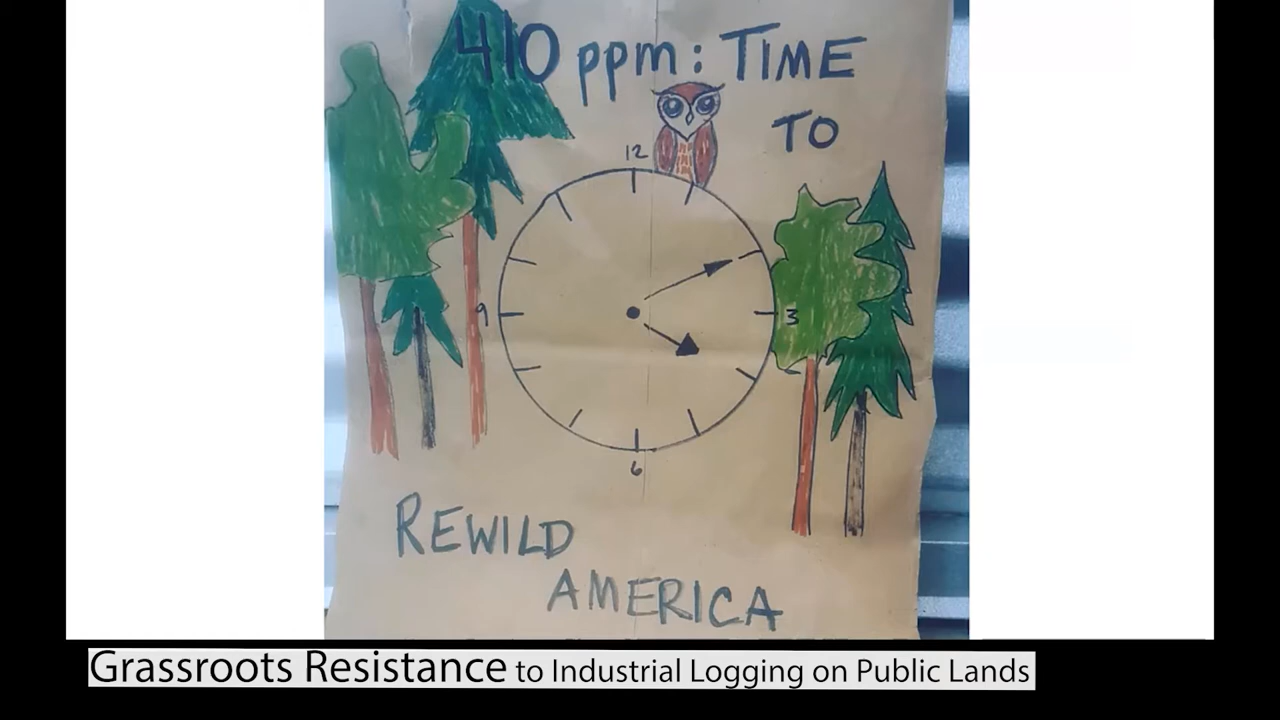 410 ppm: TIME
TO
12
9
3
6
REWILD
AMERICA
Grassroots Resistance to Industrial Logging on Public Lands